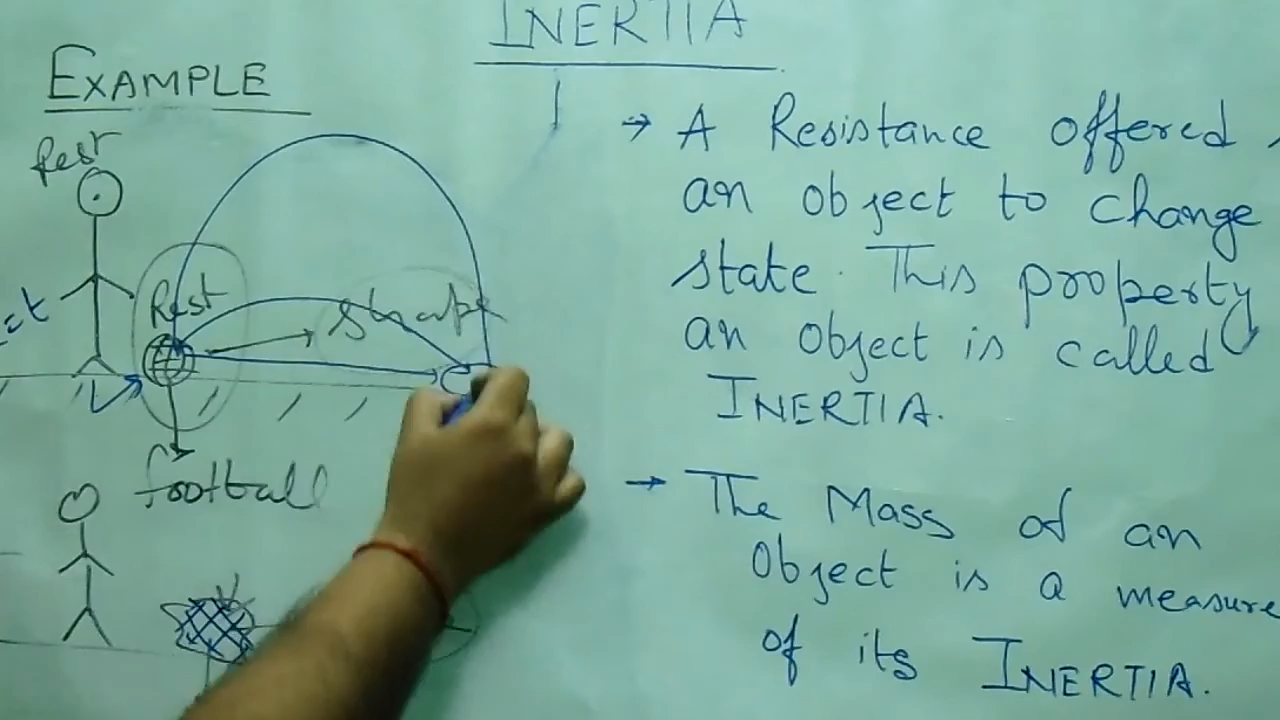 INERTIA
EXAMPLE
Rest
Rest
football
→ A Resistance offered
an object to change
state. This property
an object is called
INERTIA.
→ The Mass of an
Object is a measure
of its INERTIA.